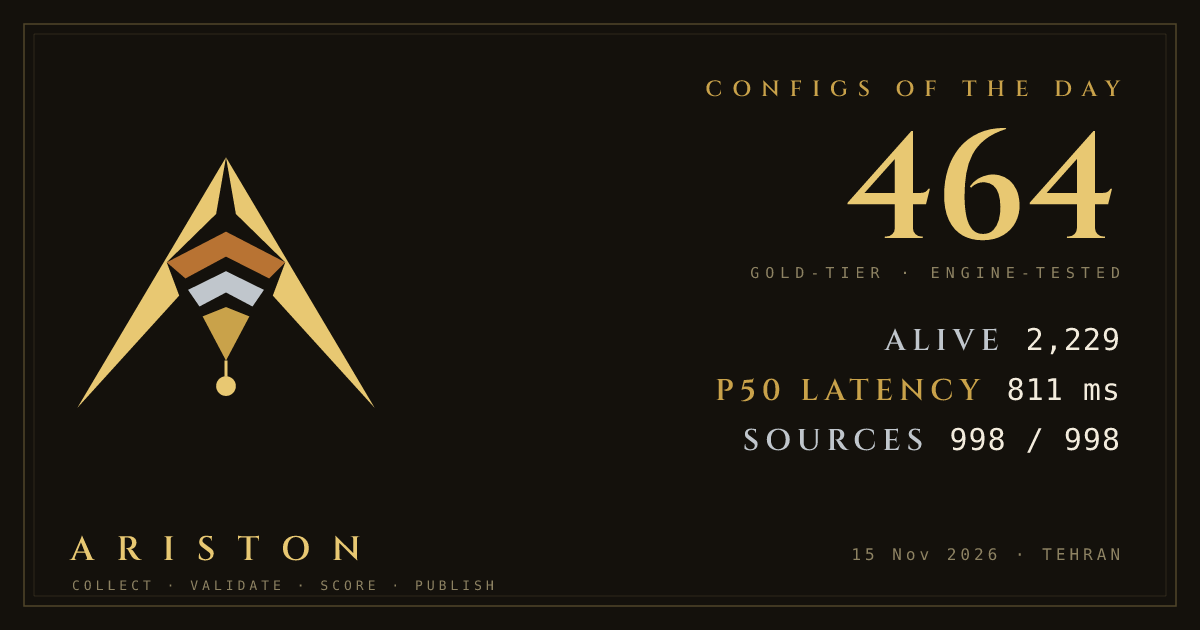 CONFIGS OF THE DAY
464
GOLD-TIER · ENGINE-TESTED
ALIVE 2,229
P50 LATENCY 811 ms
SOURCES 998 / 998
ARISTON
COLLECT · VALIDATE · SCORE · PUBLISH
15 Nov 2026 · TEHRAN